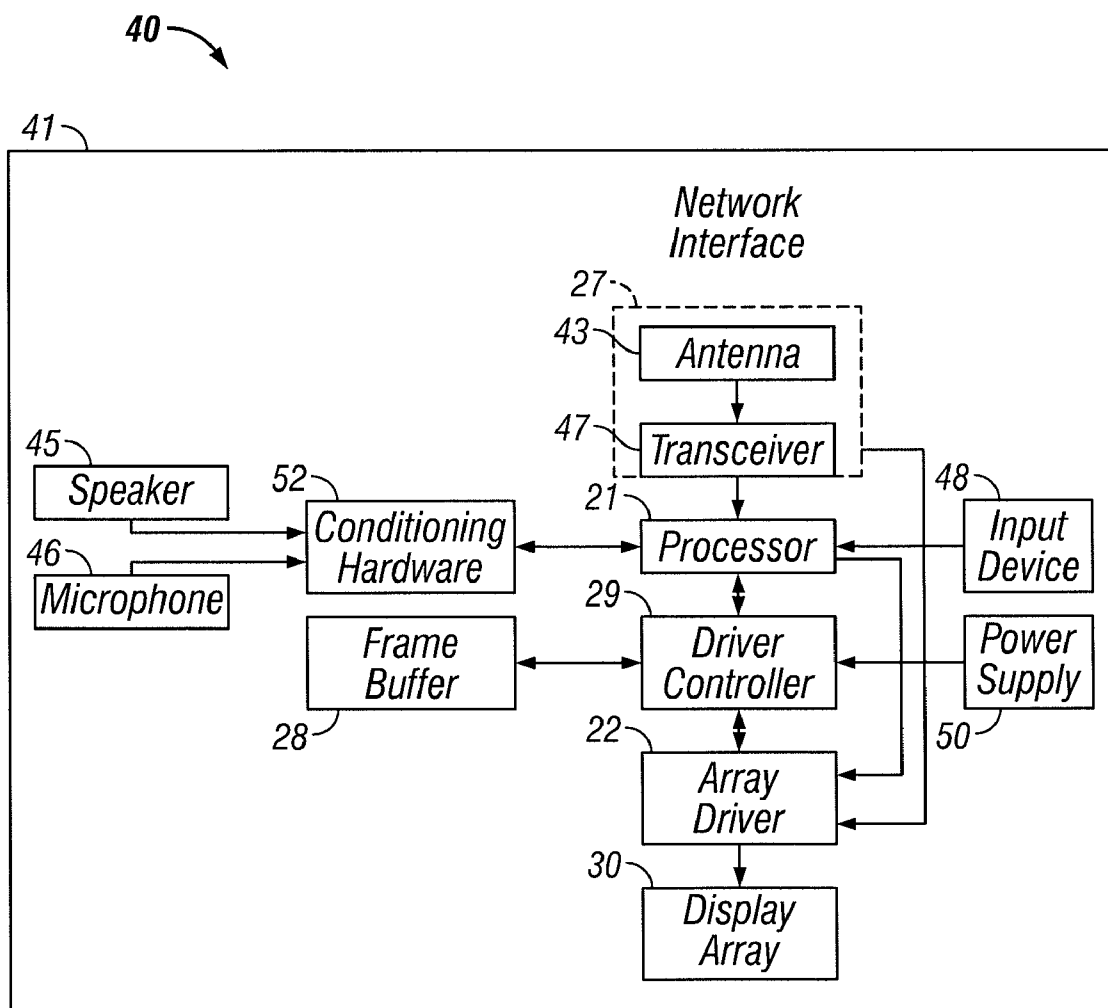 40
41
Network
Interface
27
43
Antenna
47
Transceiver
45
Speaker
52
Conditioning
Hardware
21
Processor
48
Input
Device
46
Microphone
29
Driver
Controller
Frame
Buffer
28
Power
Supply
50
22
Array
Driver
30
Display
Array